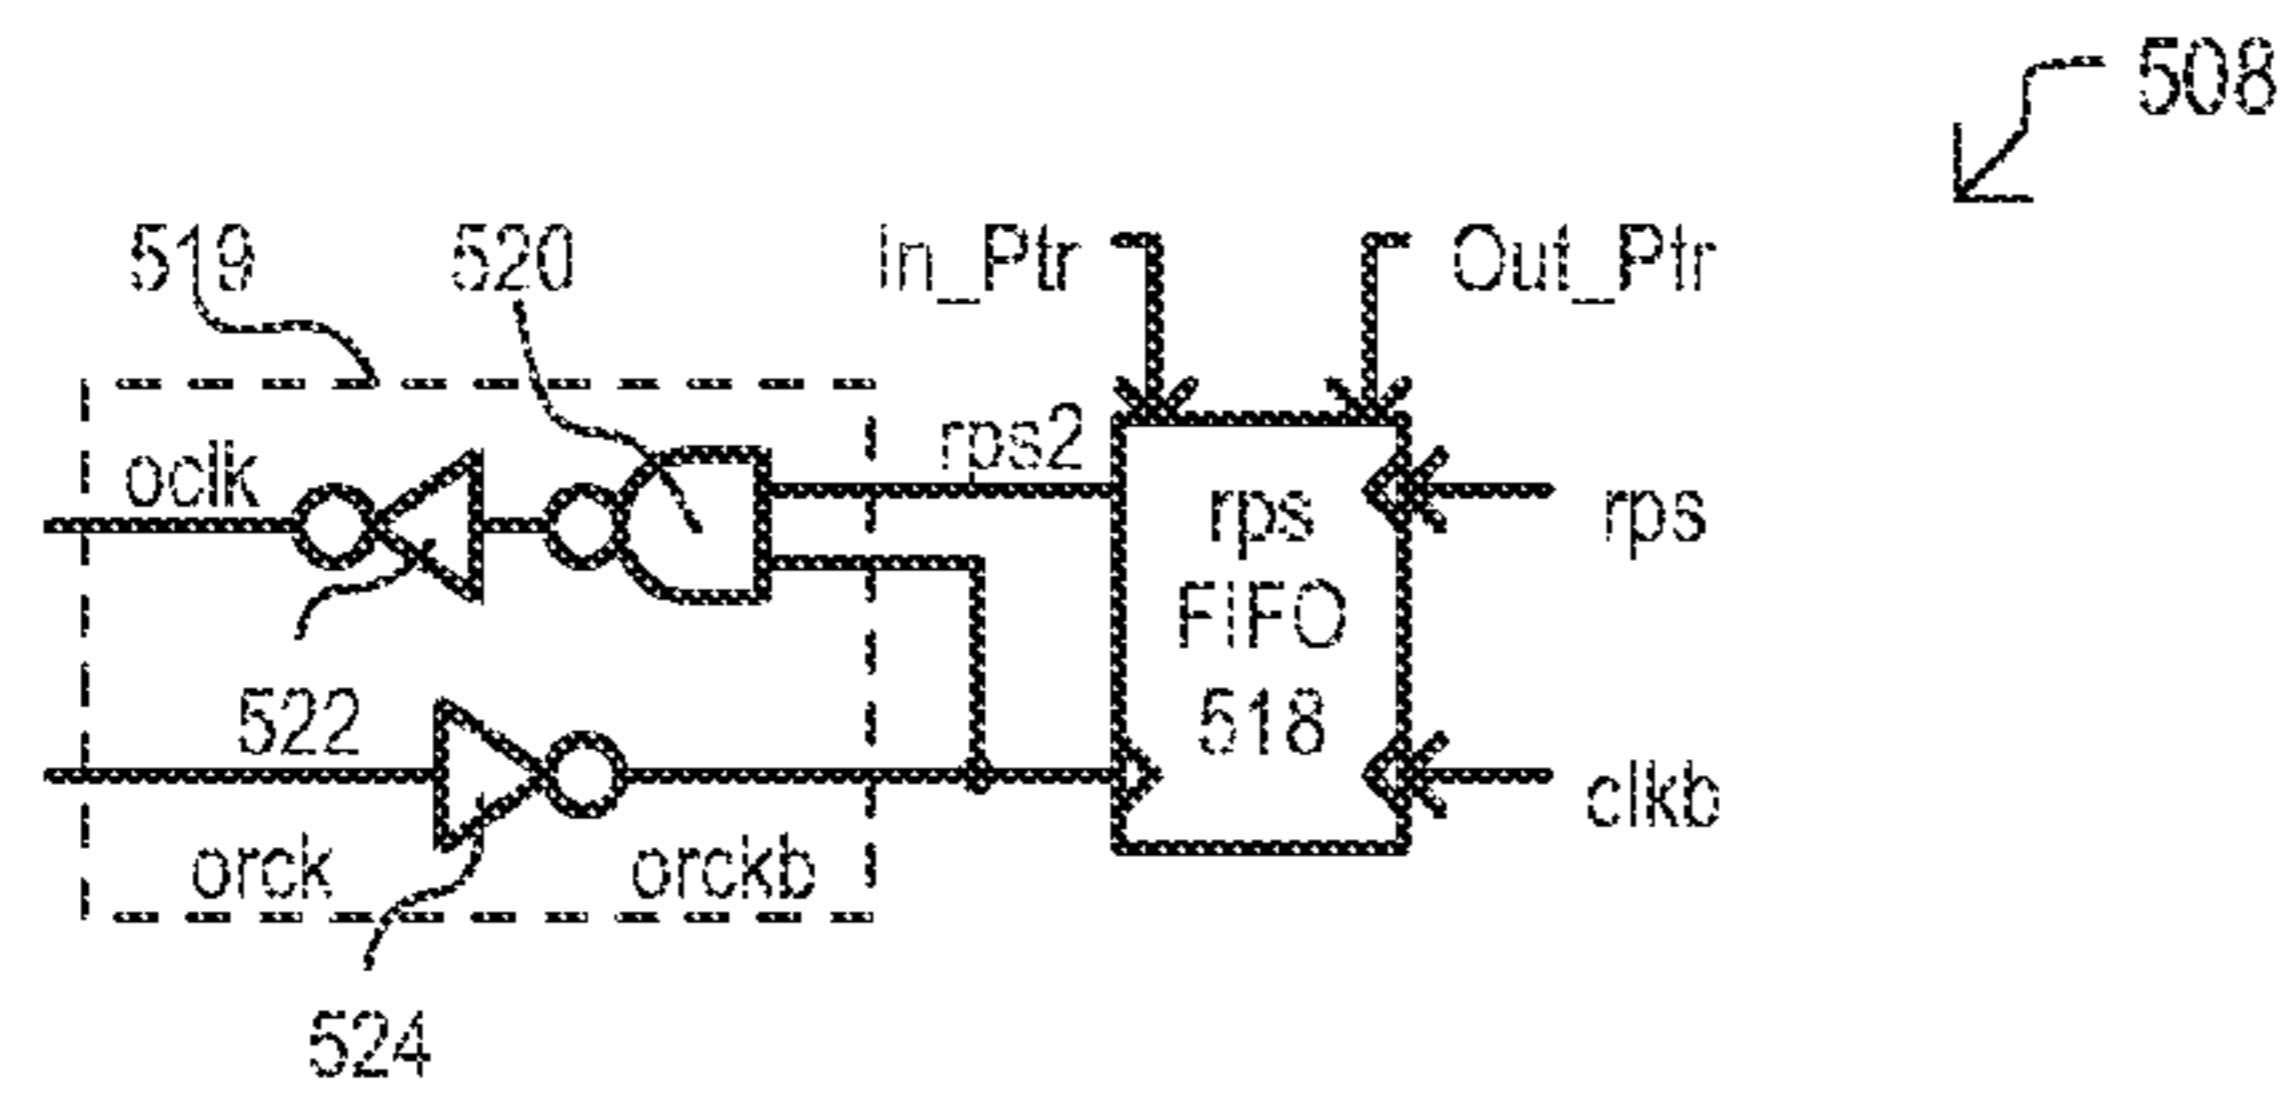 508
519
520
In_Ptr
Out_Ptr
oclk
rps2
rps
FIFO
518
rps
522
clkb
orck
orckb
524